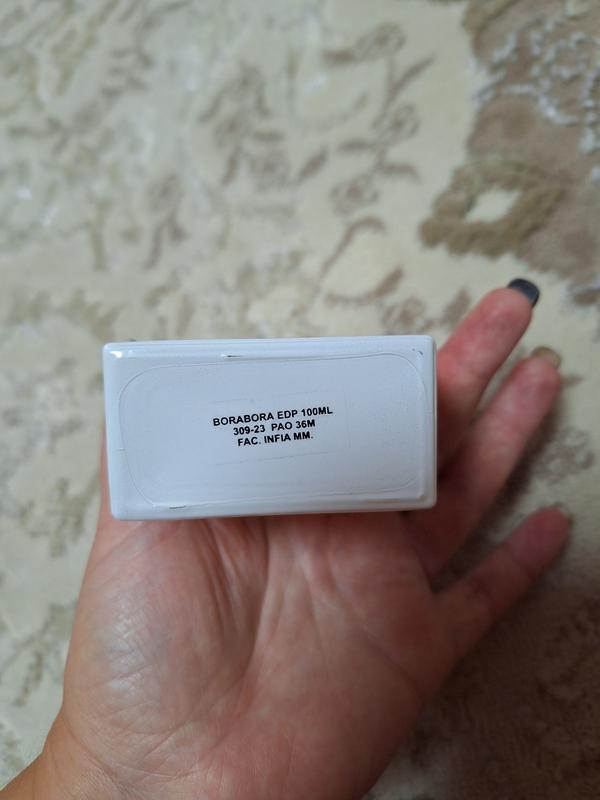 BORABORA EDP 100ML
309-23 PAO 36M
FAC. INFIA MM.